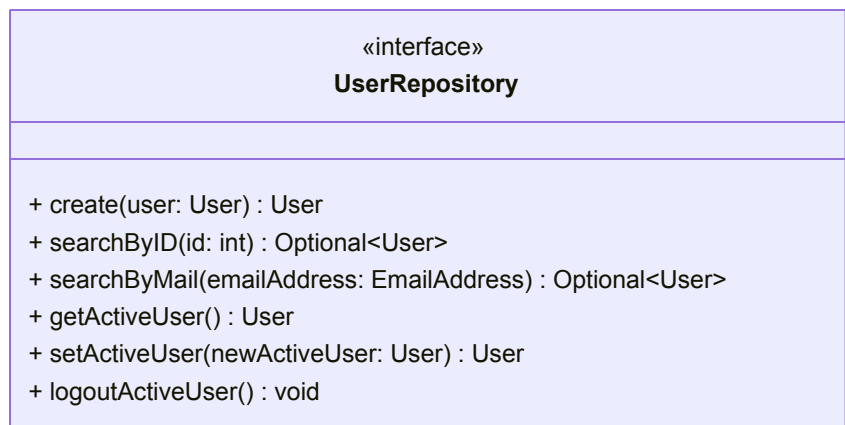 «interface»
UserRepository
+ create(user: User) : User
+ searchByID(id: int) : Optional<User>
+ searchByMail(emailAddress: EmailAddress) : Optional<User>
+ getActiveUser() : User
+ setActiveUser(newActiveUser: User) : User
+ logoutActiveUser() : void